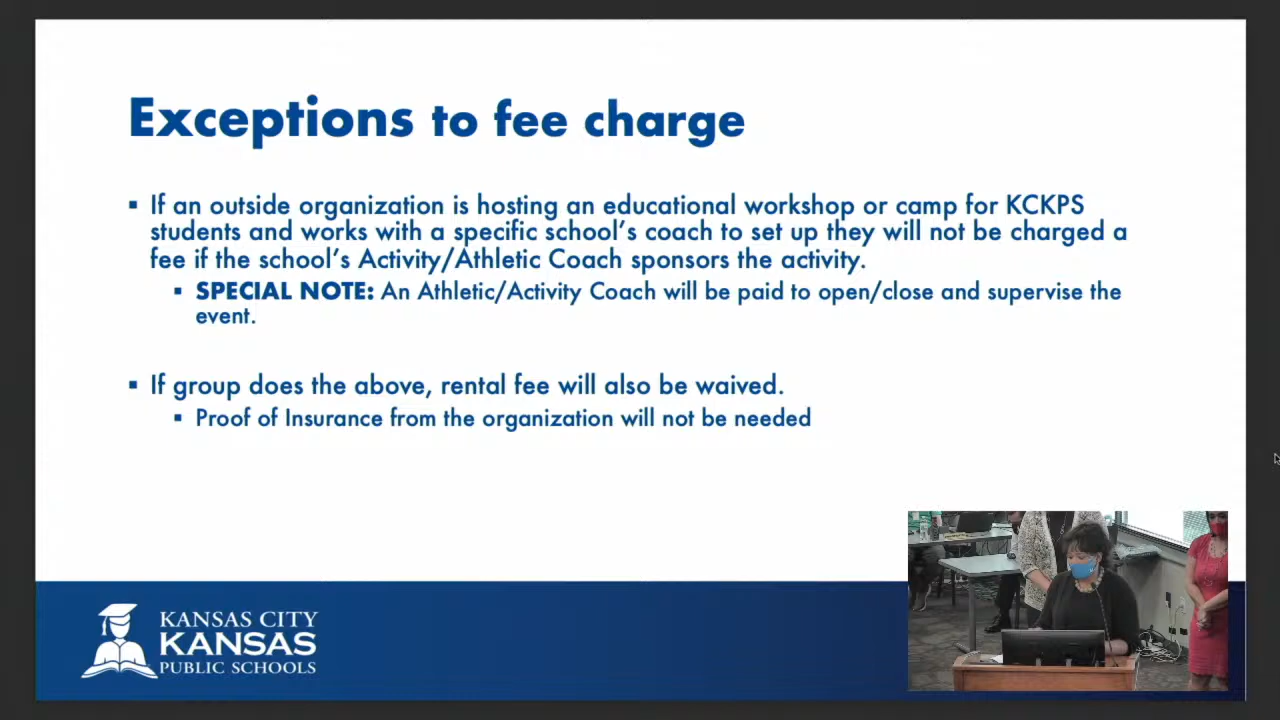 Exceptions to fee charge
▪ If an outside organization is hosting an educational workshop or camp for KCKPS
students and works with a specific school's coach to set up they will not be charged a
fee if the school's Activity/Athletic Coach sponsors the activity.
▪ SPECIAL NOTE: An Athletic/Activity Coach will be paid to open/close and supervise the
event.
▪ If group does the above, rental fee will also be waived.
▪ Proof of Insurance from the organization will not be needed
KANSAS CITY
KANSAS
PUBLIC SCHOOLS